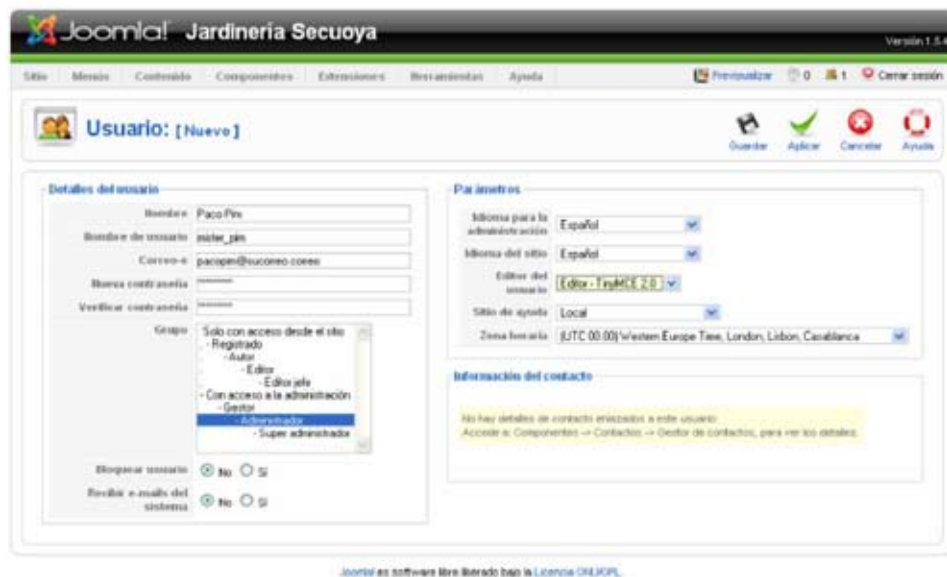 Joomla! Jardinería Secuoya
Versión 1.5.4
Sitio Menús Contenido Componentes Extensiones Herramientas Ayuda Previsualizar 0 1 Cerrar sesión
Usuario: [Nuevo]
Guardar Aplicar Cancelar Ayuda
Detalles del usuario
Nombre Paco Pim
Nombre de usuario mister_pim
Correo-e pacopim@sucorreo.correo
Nueva contraseña ********
Verificar contraseña ********
Grupo
Solo con acceso desde el sitio
- Registrado
- Autor
- Editor
- Editor jefe
- Con acceso a la administración
- Gestor
- Administrador
- Super administrador
Bloquear usuario No Sí
Recibir e-mails del sistema No Sí
Parámetros
Idioma para la administración Español
Idioma del sitio Español
Editor del usuario Editor - TinyMCE 2.0
Sitio de ayuda Local
Zona horaria (UTC 00:00) Western Europe Time, London, Lisbon, Casablanca
Información del contacto
No hay detalles de contacto enlazados a este usuario:
Accede a: Componentes -> Contactos -> Gestor de contactos, para ver los detalles.
Joomla! es software libre liberado bajo la Licencia GNU/GPL.